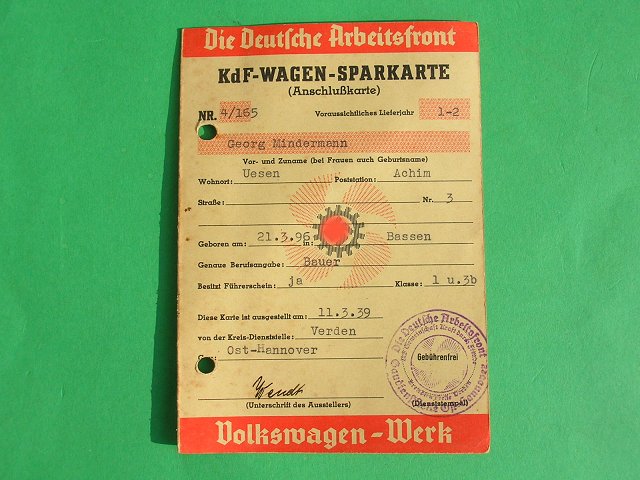 Die Deutsche Arbeitsfront
KdF-WAGEN-SPARKARTE
(Anschlußkarte)
NR. 4/165 Voraussichtliches Lieferjahr 1-2
Georg Mindermann
Vor- und Zuname (bei Frauen auch Geburtsname)
Wohnort: Uesen Poststation: Achim
Straße: Nr. 3
Geboren am: 21.3.96 in: Bassen
Genaue Berufsangabe: Bauer
Besitzt Führerschein: ja Klasse: 1 u.3b
Diese Karte ist ausgestellt am: 11.3.39
von der Kreis-Dienststelle: Verden
Gau: Ost-Hannover
Die Deutsche Arbeitsfront
Gebührenfrei
Wendt
(Unterschrift des Ausstellers) (Dienststempel)
Volkswagen-Werk